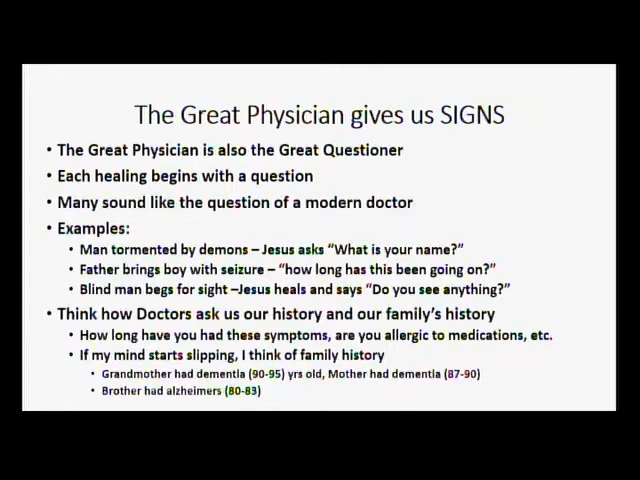 The Great Physician gives us SIGNS
• The Great Physician is also the Great Questioner
• Each healing begins with a question
• Many sound like the question of a modern doctor
• Examples:
• Man tormented by demons – Jesus asks “What is your name?”
• Father brings boy with seizure – “how long has this been going on?”
• Blind man begs for sight –Jesus heals and says “Do you see anything?”
• Think how Doctors ask us our history and our family’s history
• How long have you had these symptoms, are you allergic to medications, etc.
• If my mind starts slipping, I think of family history
• Grandmother had dementia (90-95) yrs old, Mother had dementia (87-90)
• Brother had alzheimers (80-83)